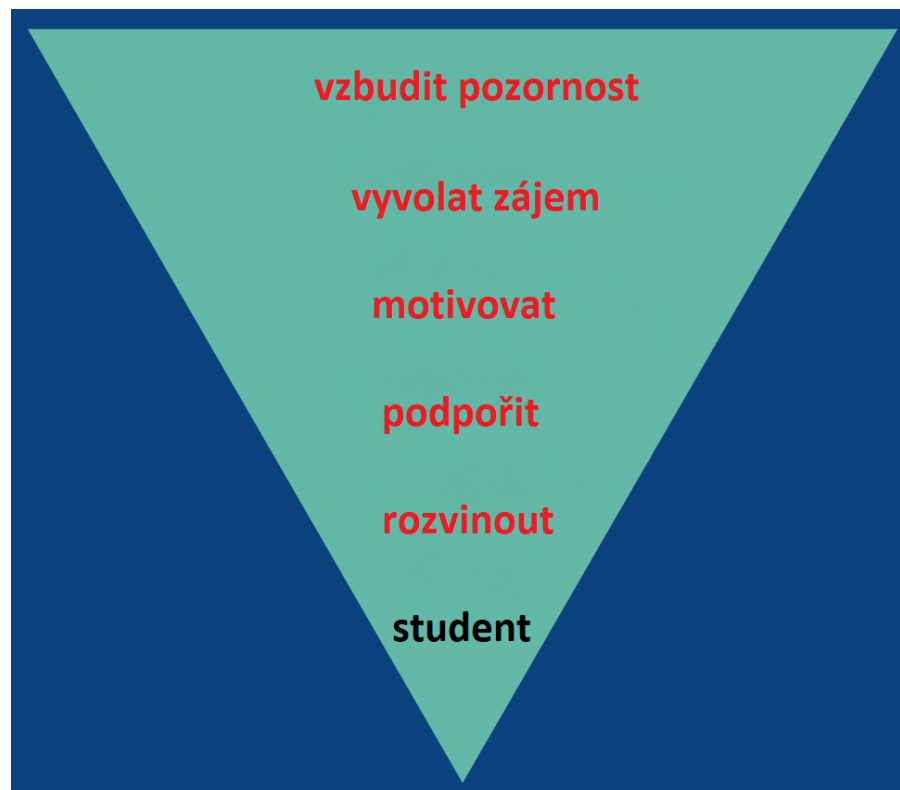 vzbudit pozornost
vyvolat zájem
motivovat
podpořit
rozvinout
student